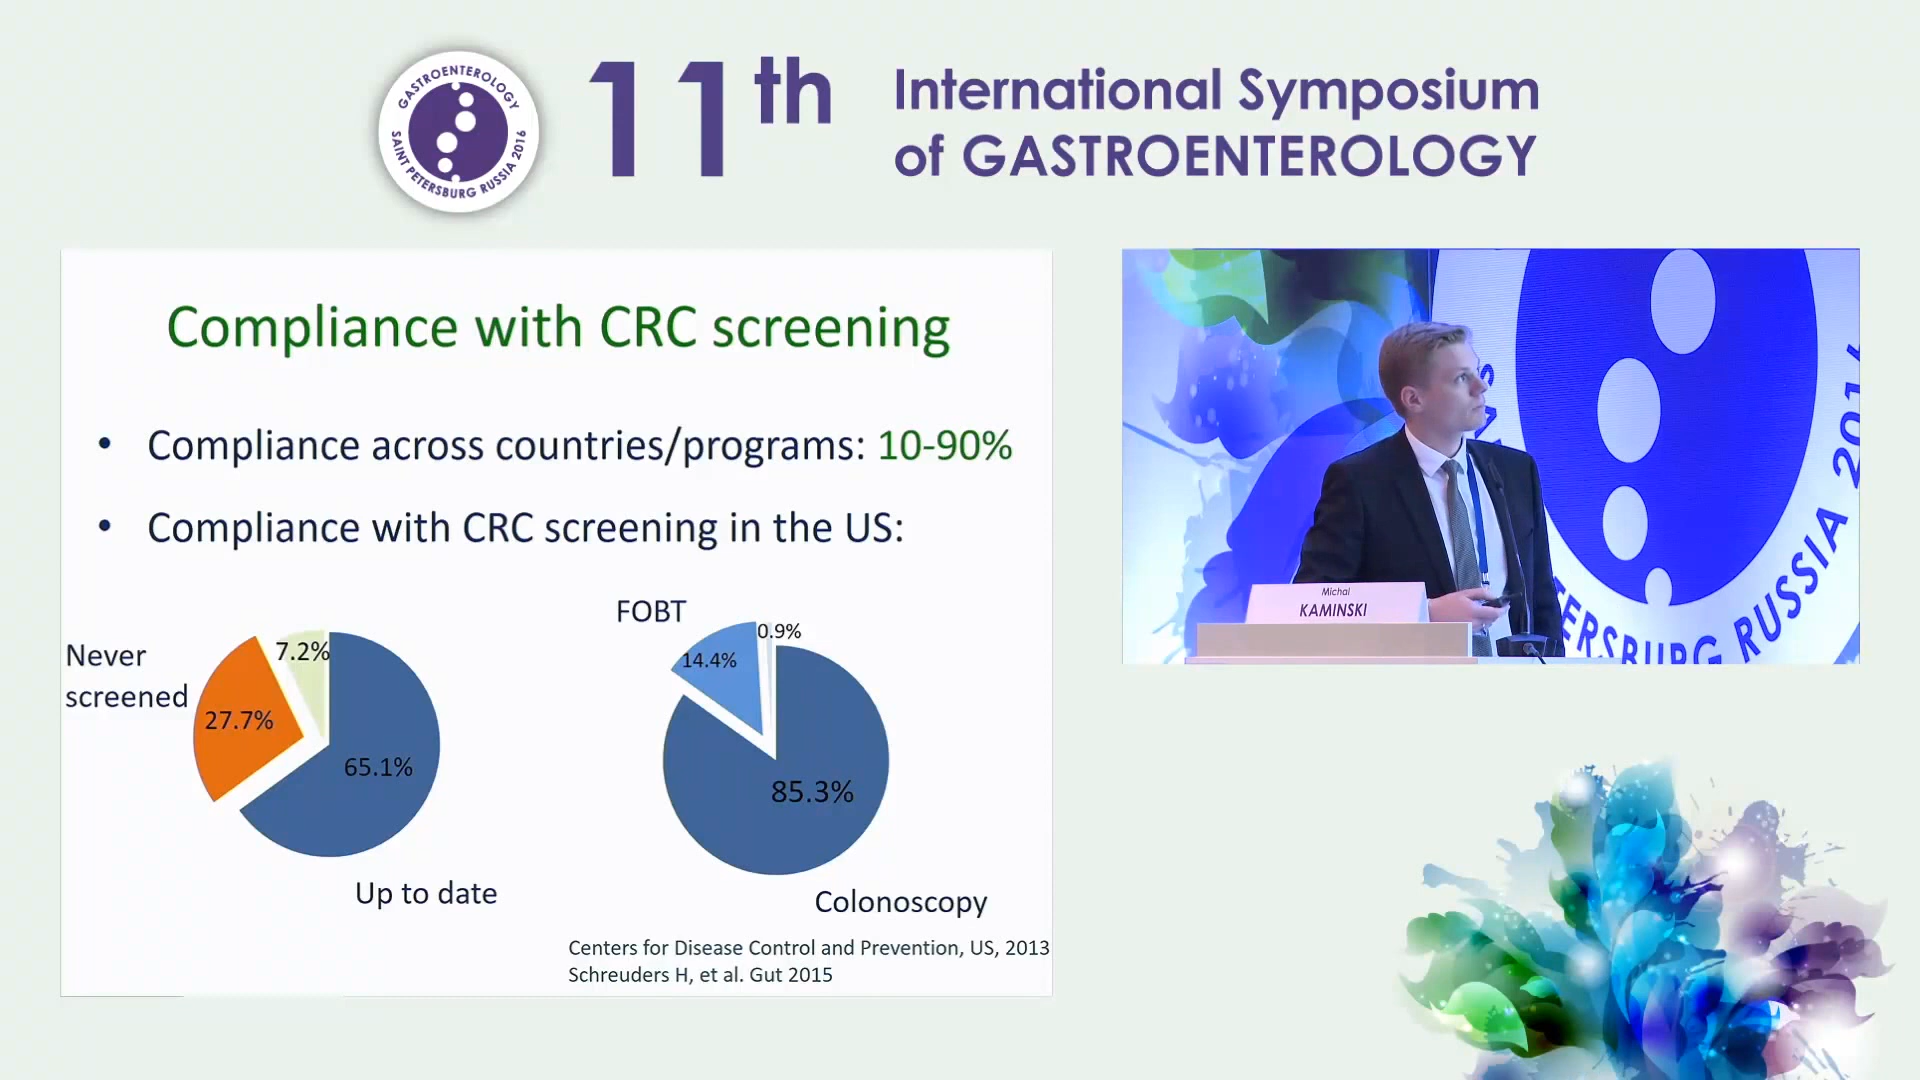 GASTROENTEROLOGY
SAINT PETERSBURG RUSSIA 2016
11th
International Symposium
of GASTROENTEROLOGY
Compliance with CRC screening
• Compliance across countries/programs: 10-90%
• Compliance with CRC screening in the US:
Never
screened
7.2%
27.7%
65.1%
Up to date
FOBT
0.9%
14.4%
85.3%
Colonoscopy
Centers for Disease Control and Prevention, US, 2013
Schreuders H, et al. Gut 2015
Michal
KAMINSKI
ERSBURG RUSSIA 201